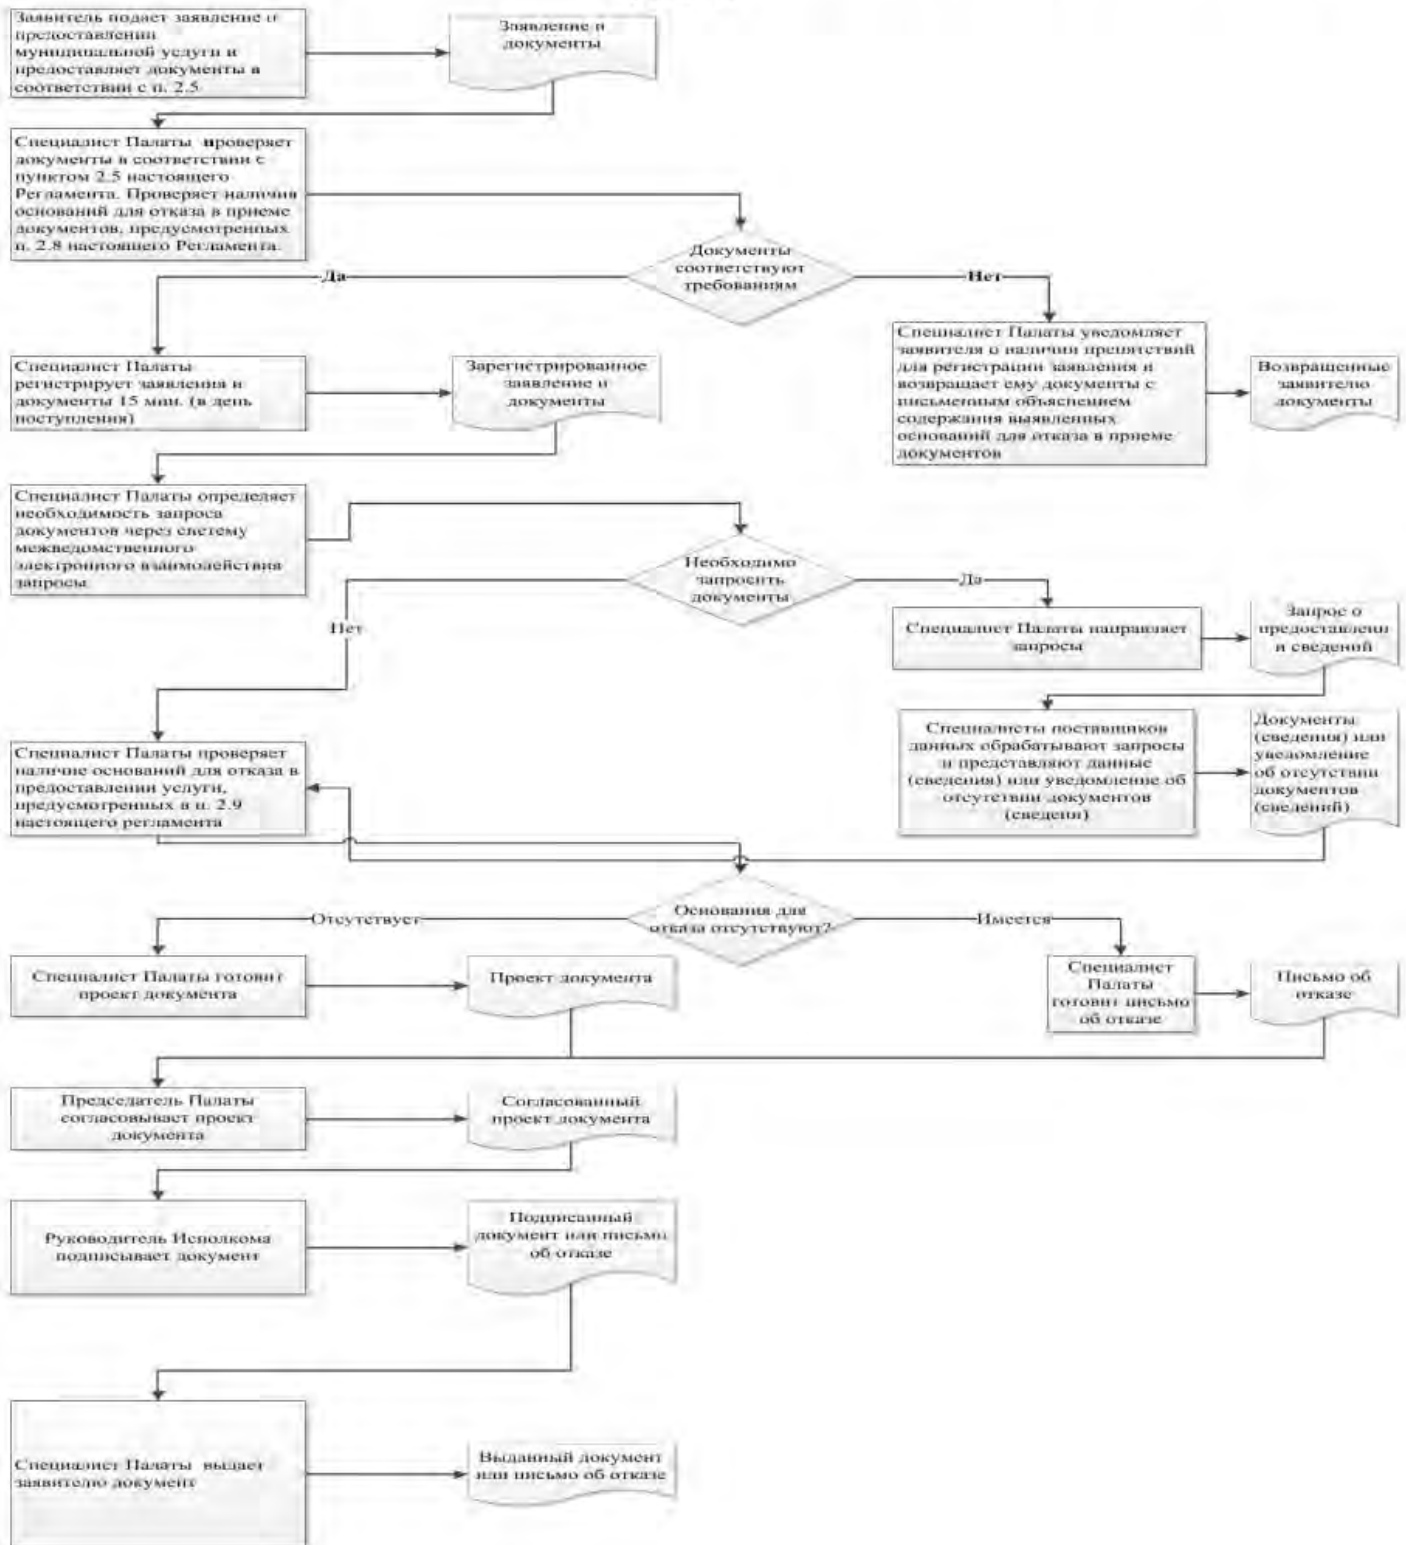 Заявитель подает заявление о
предоставлении
муниципальной услуги и
предоставляет документы в
соответствии с п. 2.5
Заявление и
документы
Специалист Палаты проверяет
документы в соответствии с
пунктом 2.5 настоящего
Регламента. Проверяет наличия
оснований для отказа в приеме
документов, предусмотренных
п. 2.8 настоящего Регламента.
Документы
соответствуют
требованиям
Да
Нет
Специалист Палаты
регистрирует заявления и
документы 15 мин. (в день
поступления)
Зарегистрированное
заявление и
документы
Специалист Палаты уведомляет
заявителя о наличии препятствий
для регистрации заявления и
возвращает ему документы с
письменным объяснением
содержания выявленных
оснований для отказа в приеме
документов
Возвращенные
заявителю
документы
Специалист Палаты определяет
необходимость запроса
документов через систему
межведомственного
электронного взаимодействия
запросы
Необходимо
запросить
документы
Да
Нет
Специалист Палаты направляет
запросы
Запрос о
предоставлени
и сведений
Специалисты поставщиков
данных обрабатывают запросы
и представляют данные
(сведения) или уведомление об
отсутствии документов
(сведени)
Документы
(сведения) или
уведомление
об отсутствии
документов
(сведений)
Специалист Палаты проверяет
наличие оснований для отказа в
предоставлении услуги,
предусмотренных в п. 2.9
настоящего регламента
Основания для
отказа отсутствуют?
Отсутствует
Имеется
Специалист Палаты готовит
проект документа
Проект документа
Специалист
Палаты
готовит письмо
об отказе
Письмо об
отказе
Председатель Палаты
согласовывает проект
документа
Согласованный
проект документа
Руководитель Исполкома
подписывает документ
Подписанный
документ или письмо
об отказе
Специалист Палаты выдает
заявителю документ
Выданный документ
или письмо об отказе